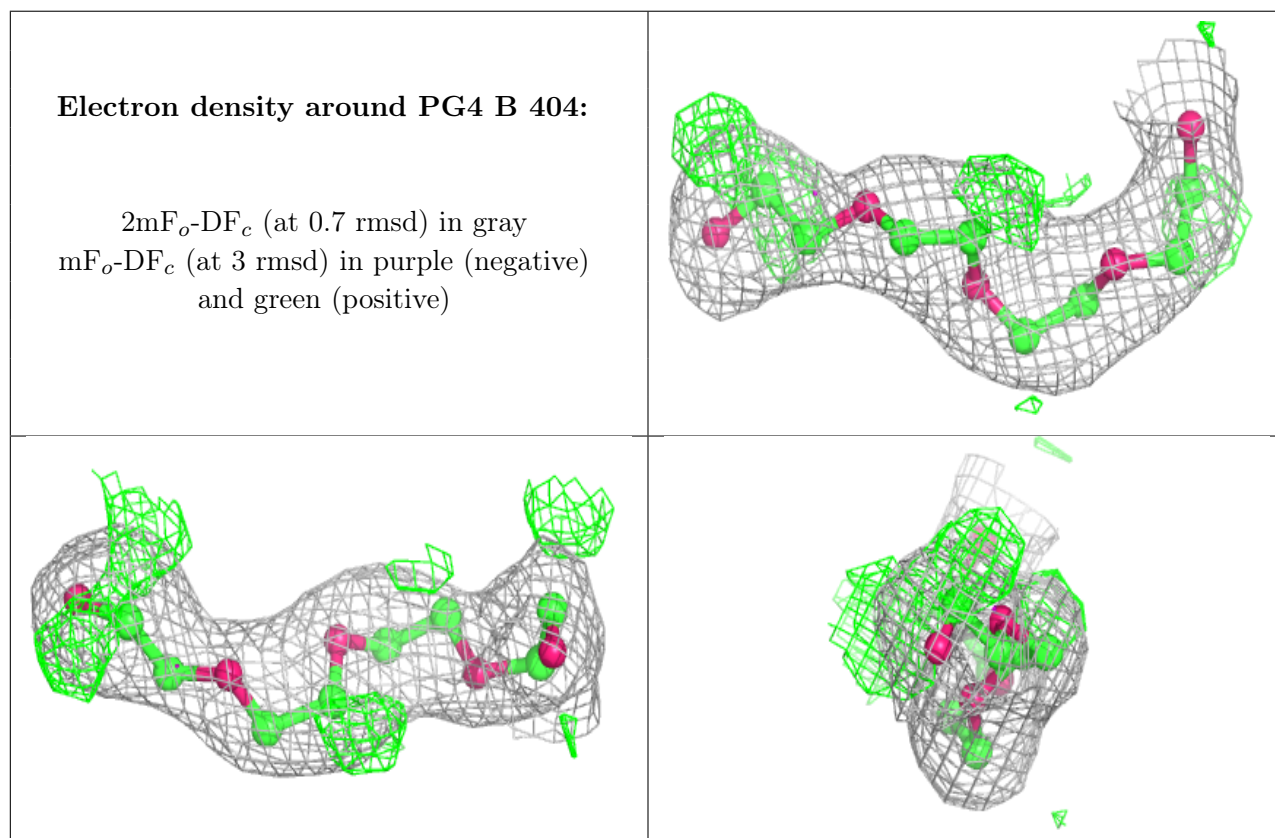 Electron density around PG4 B 404:
2mFo-DFc (at 0.7 rmsd) in gray
mFo-DFc (at 3 rmsd) in purple (negative)
and green (positive)